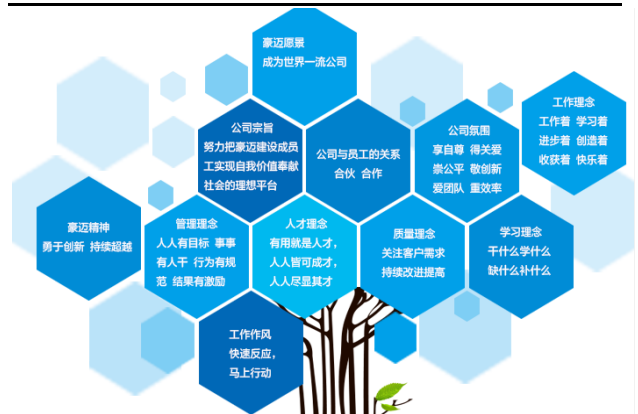 豪迈愿景
成为世界一流公司
公司宗旨
努力把豪迈建设成员
工实现自我价值奉献
社会的理想平台
公司与员工的关系
合伙 合作
公司氛围
享自尊 得关爱
崇公平 敬创新
爱团队 重效率
工作理念
工作着 学习着
进步着 创造着
收获着 快乐着
豪迈精神
勇于创新 持续超越
管理理念
人人有目标 事事
有人干 行为有规
范 结果有激励
人才理念
有用就是人才，
人人皆可成才，
人人尽显其才
质量理念
关注客户需求
持续改进提高
学习理念
干什么学什么
缺什么补什么
工作作风
快速反应，
马上行动